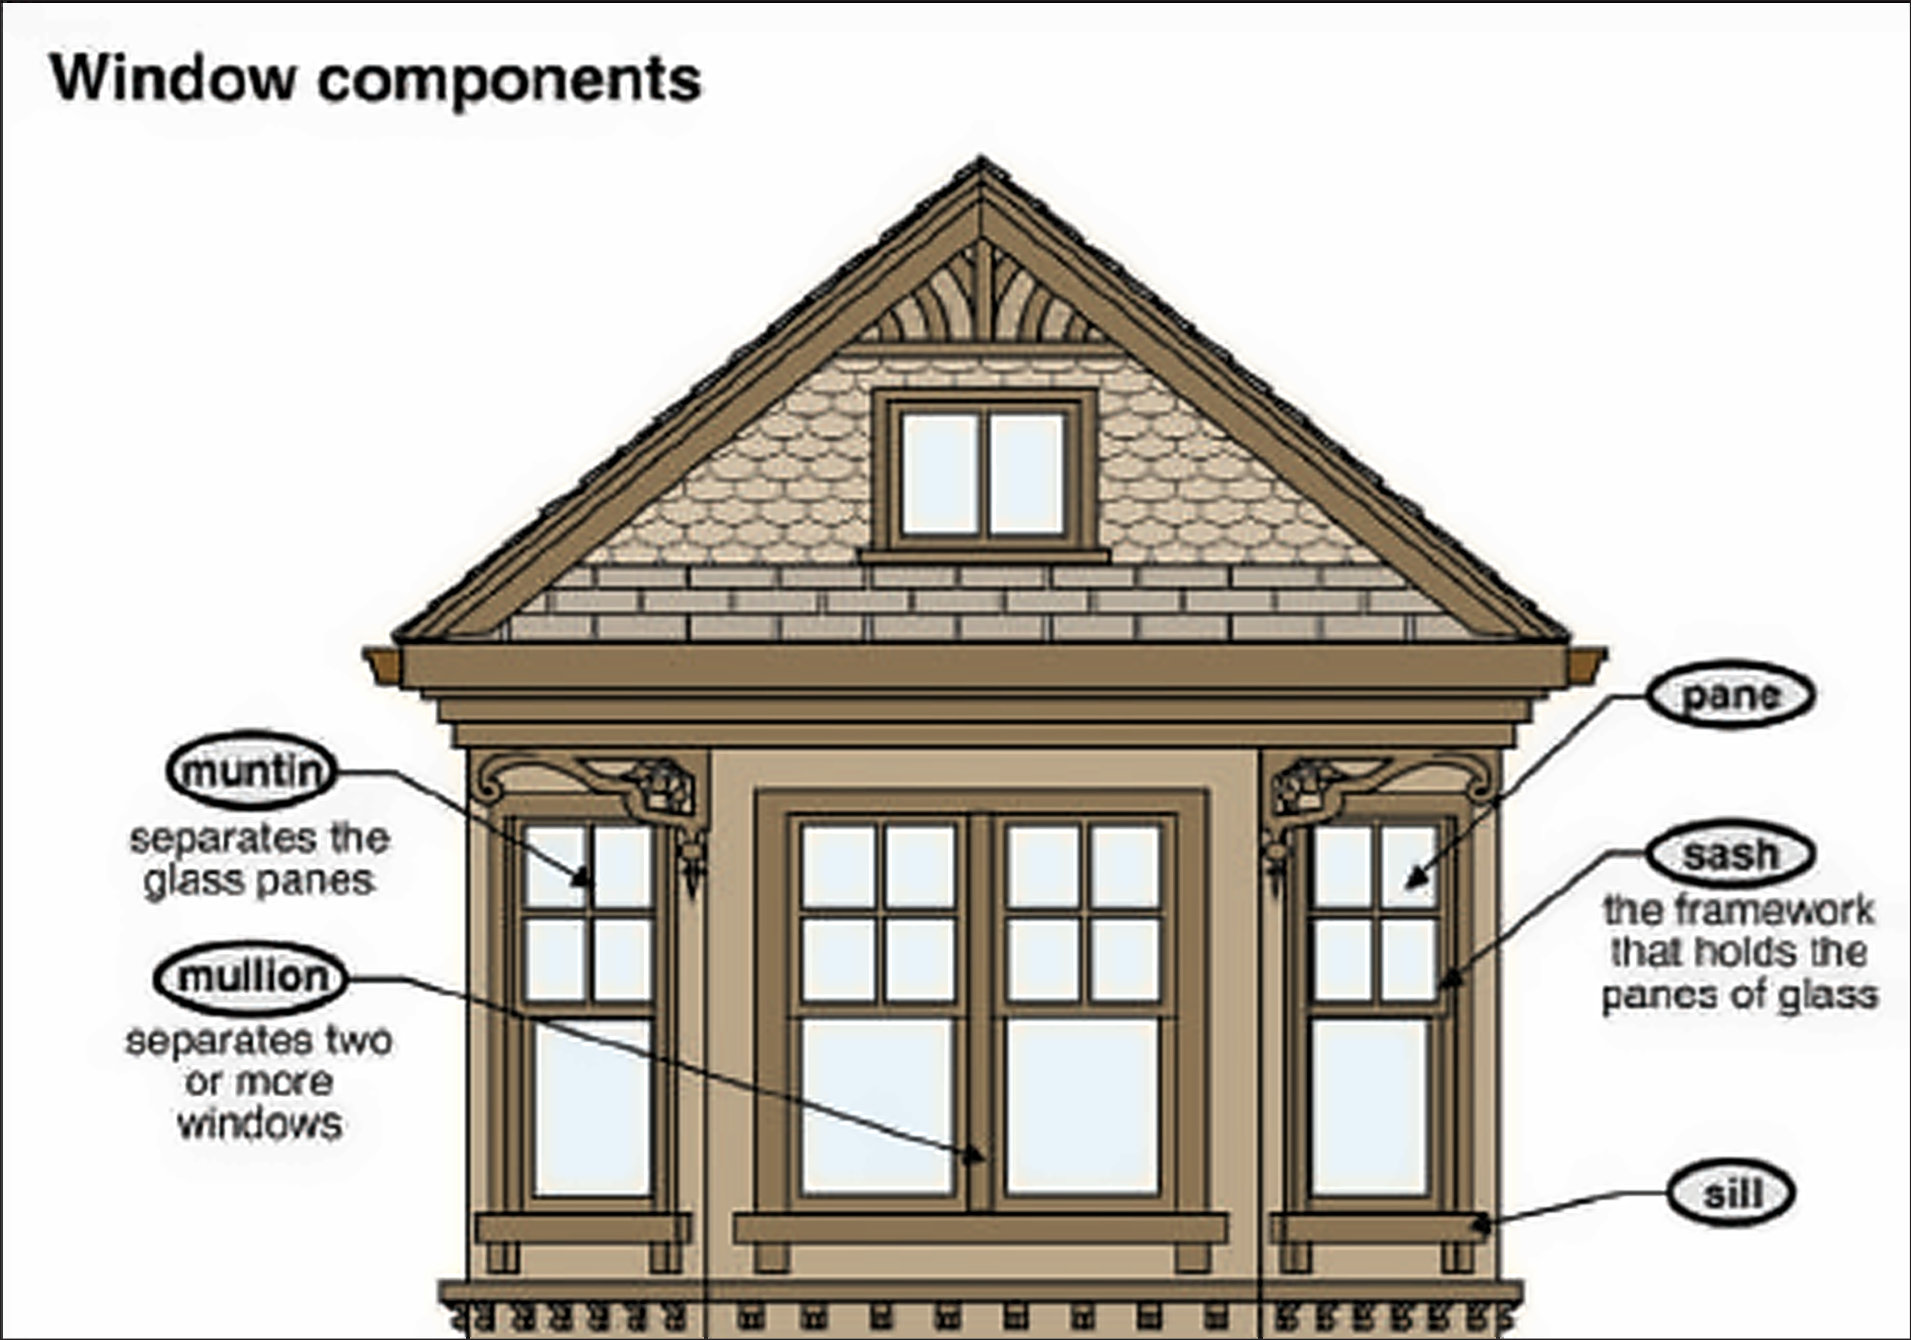 Window components
muntin
separates the
glass panes
mullion
separates two
or more
windows
pane
sash
the framework
that holds the
panes of glass
sill